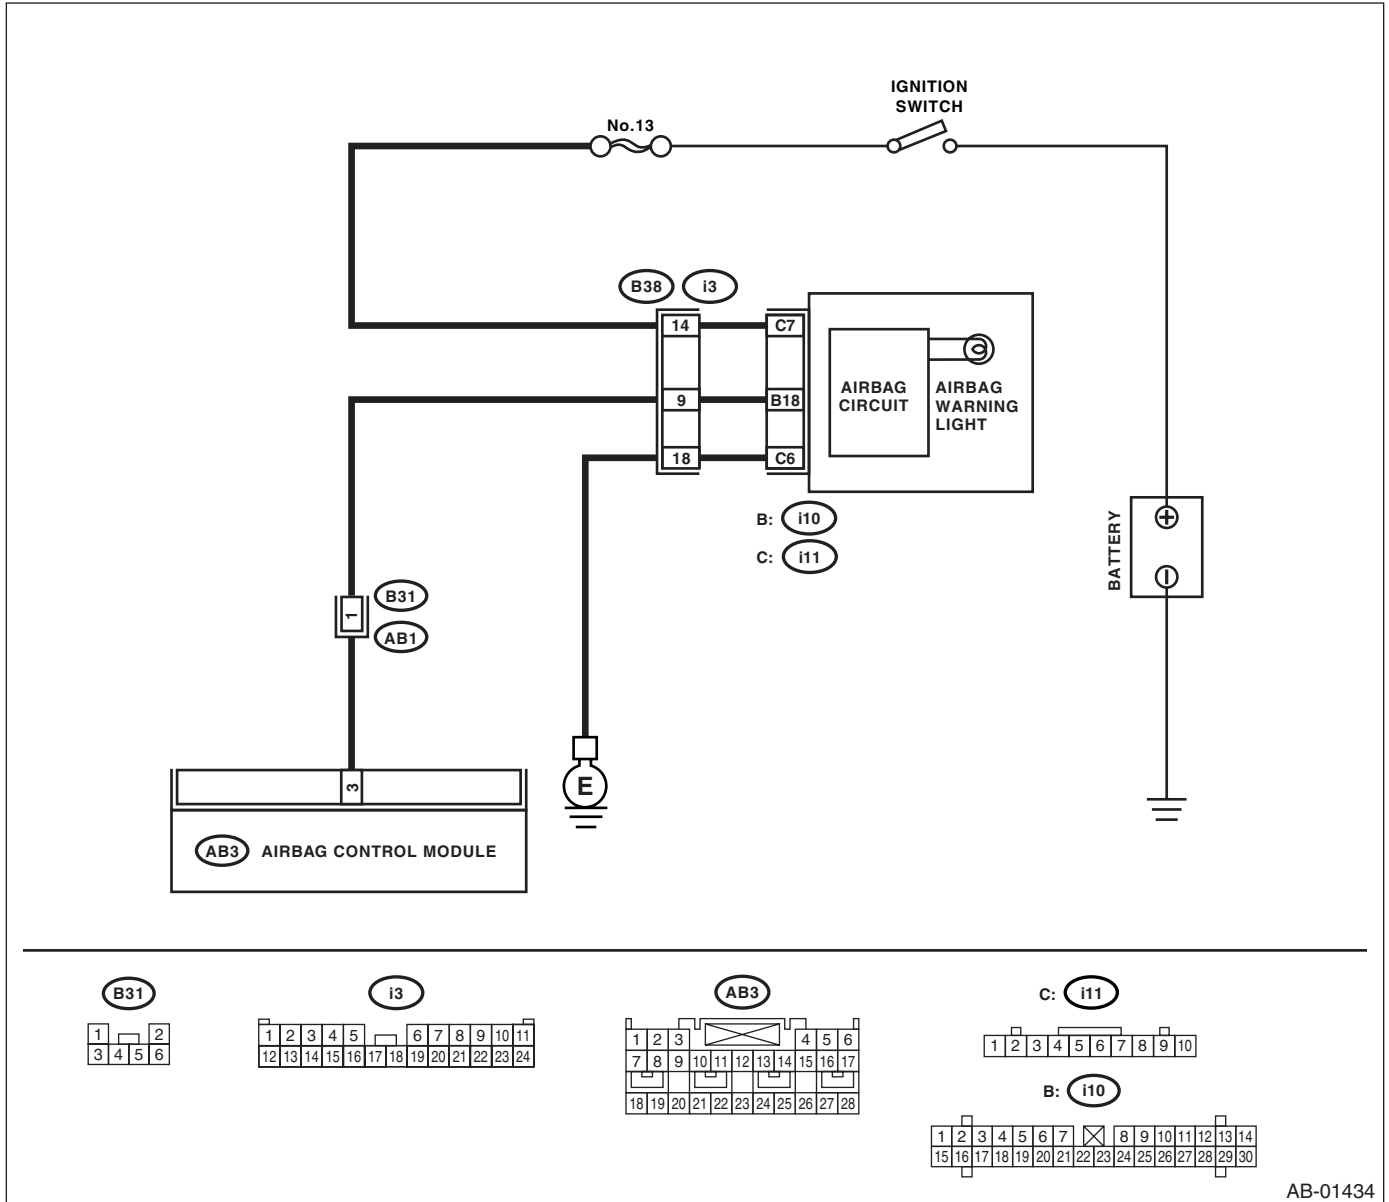 IGNITION
SWITCH
No.13
B38 i3
14 C7
9 B18
18 C6
AIRBAG
CIRCUIT
AIRBAG
WARNING
LIGHT
B: i10
C: i11
BATTERY
B31
1
AB1
E
3
AB3 AIRBAG CONTROL MODULE
B31
1 2
3 4 5 6
i3
1 2 3 4 5 6 7 8 9 10 11
12 13 14 15 16 17 18 19 20 21 22 23 24
AB3
1 2 3 4 5 6
7 8 9 10 11 12 13 14 15 16 17
18 19 20 21 22 23 24 25 26 27 28
C: i11
1 2 3 4 5 6 7 8 9 10
B: i10
1 2 3 4 5 6 7 8 9 10 11 12 13 14
15 16 17 18 19 20 21 22 23 24 25 26 27 28 29 30
AB-01434